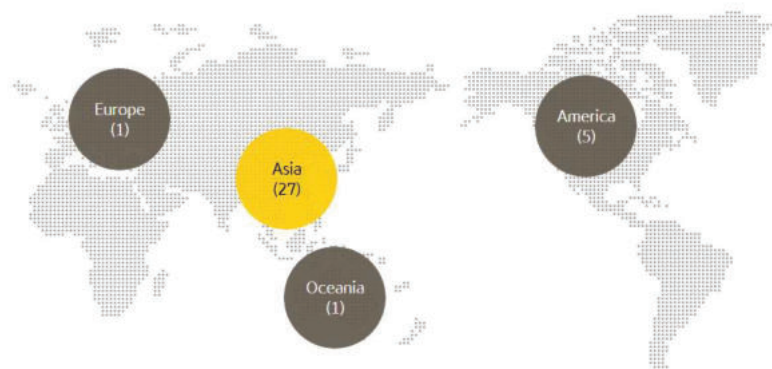 Europe
(1)
Asia
(27)
America
(5)
Oceania
(1)